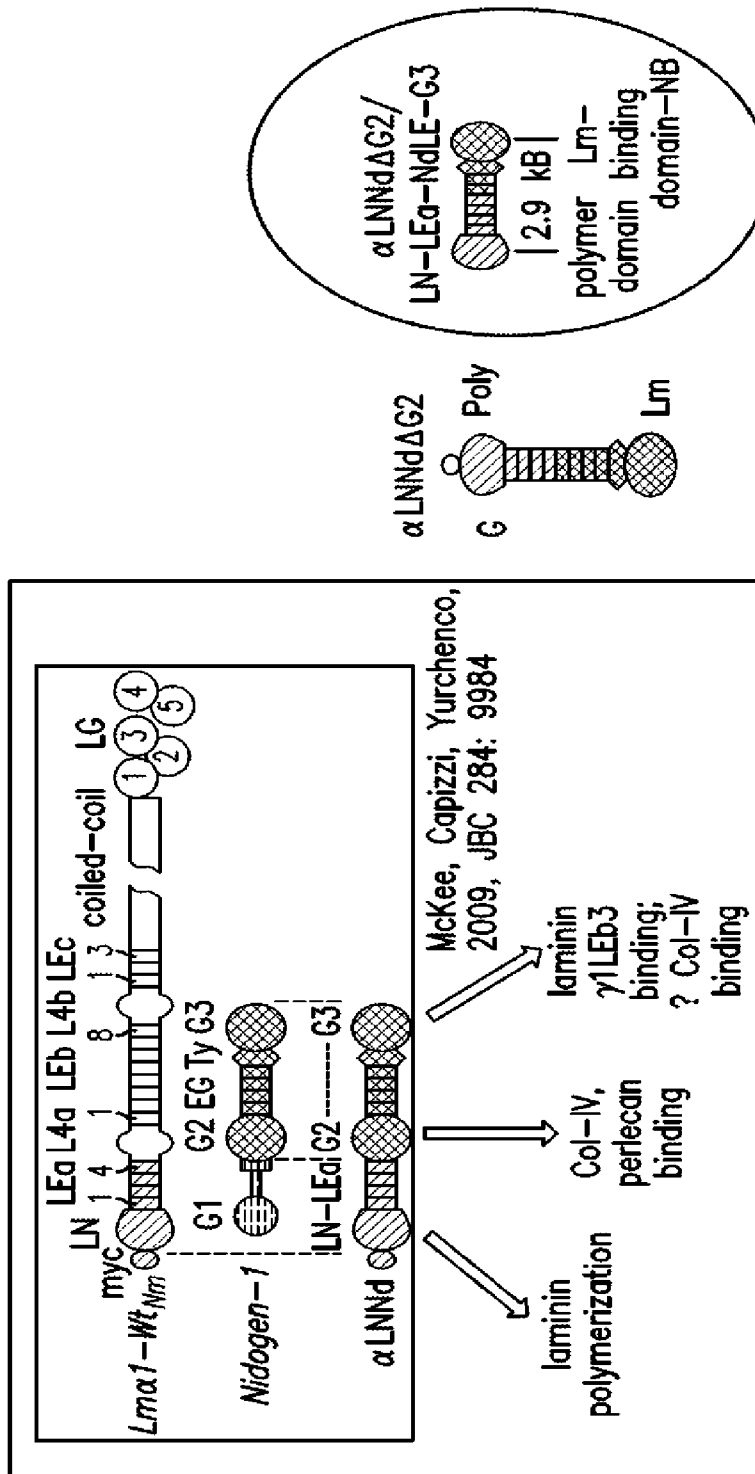 myc
LN
LEa
L4a
LEb
L4b
LEc
coiled-coil
LG
1
4
1
8
1
3
1
2
3
4
5
Lmα1-Wt Nm
G1
G2
EG
Ty
G3
Nidogen-1
LN-LEa
G2
G3
αLNNd
McKee, Capizzi, Yurchenco,
2009, JBC 284: 9984
laminin
polymerization
Col-IV,
perlecan
binding
laminin
γ1LEb3
binding;
? Col-IV
binding
αLNNdΔG2
G
Poly
Lm
αLNNdΔG2/
LN-LEa-NdLE-G3
2.9 kB
polymer
domain
Lm-
binding
domain-NB